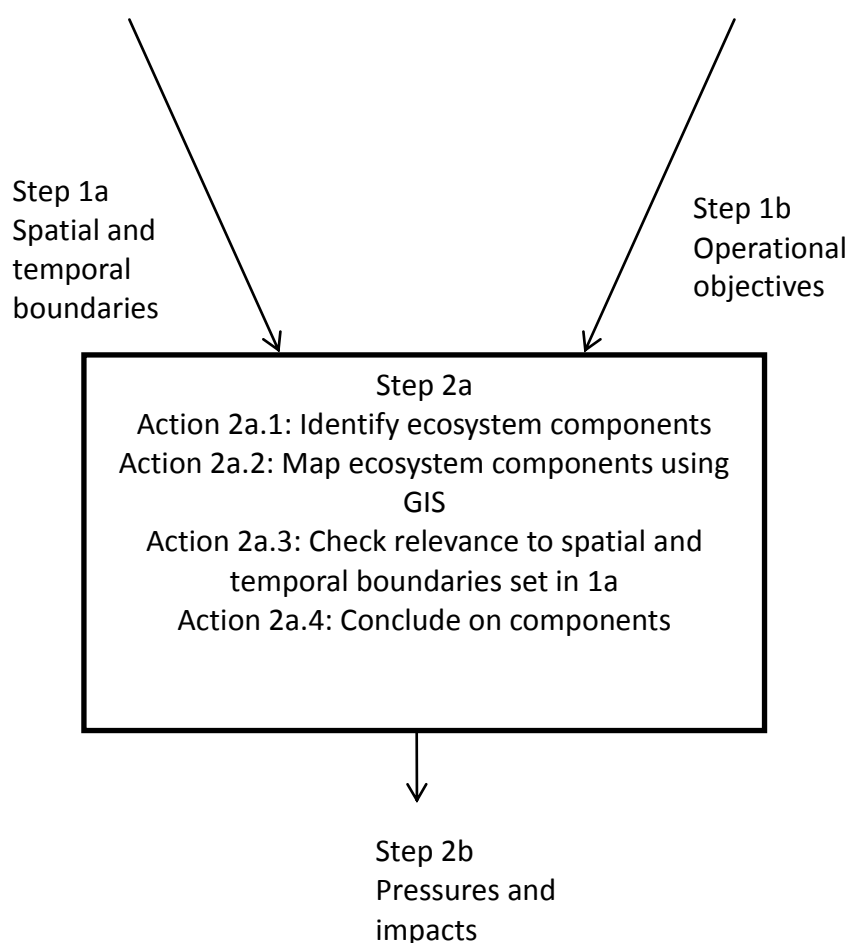 Step 1a
Spatial and
temporal
boundaries
Step 1b
Operational
objectives
Step 2a
Action 2a.1: Identify ecosystem components
Action 2a.2: Map ecosystem components using
GIS
Action 2a.3: Check relevance to spatial and
temporal boundaries set in 1a
Action 2a.4: Conclude on components
Step 2b
Pressures and
impacts